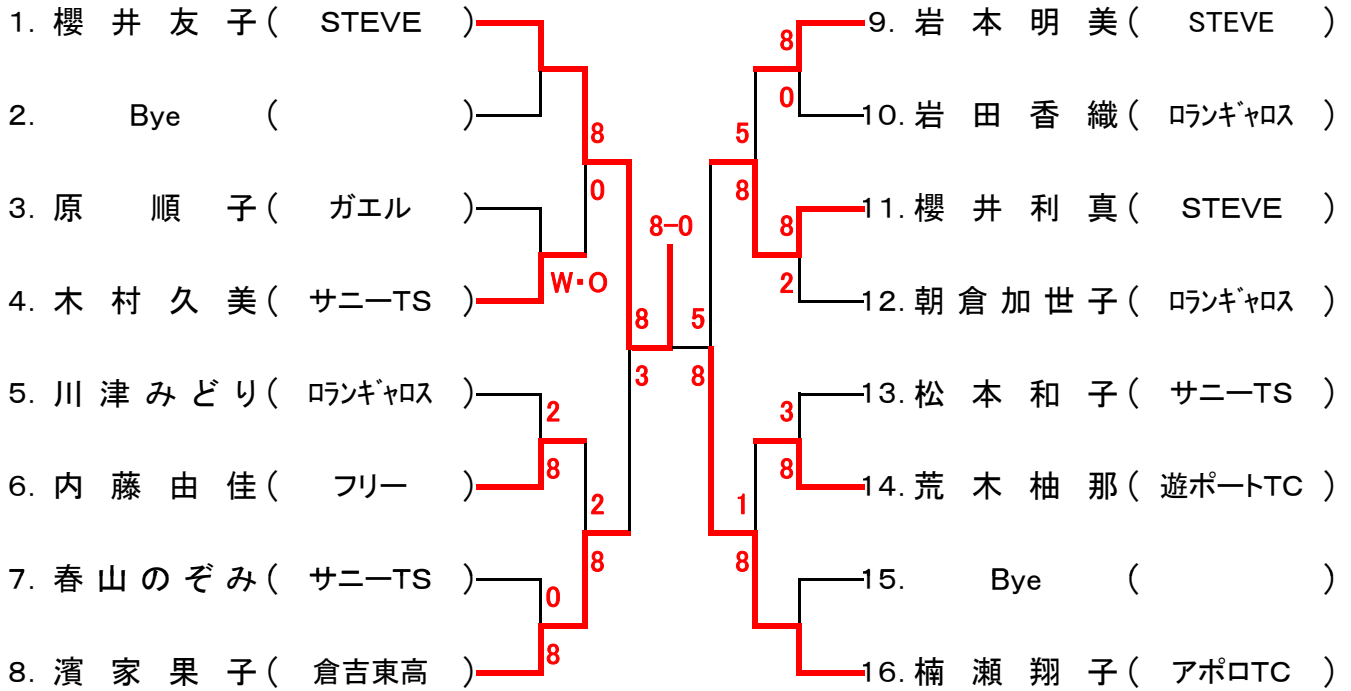 1. 櫻井友子( STEVE )
2. Bye ( )
3. 原順子( ガエル )
4. 木村久美( サニーTS )
5. 川津みどり( ロランギャロス )
6. 内藤由佳( フリー )
7. 春山のぞみ( サニーTS )
8. 濱家果子( 倉吉東高 )
8
0
W・O
2
8
2
8
0
8
8
3
8-0
5
8
8
0
5
8
8
2
3
8
1
8
9. 岩本明美( STEVE )
10. 岩田香織( ロランギャロス )
11. 櫻井利真( STEVE )
12. 朝倉加世子( ロランギャロス )
13. 松本和子( サニーTS )
14. 荒木柚那( 遊ポートTC )
15. Bye ( )
16. 楠瀬翔子( アポロTC )